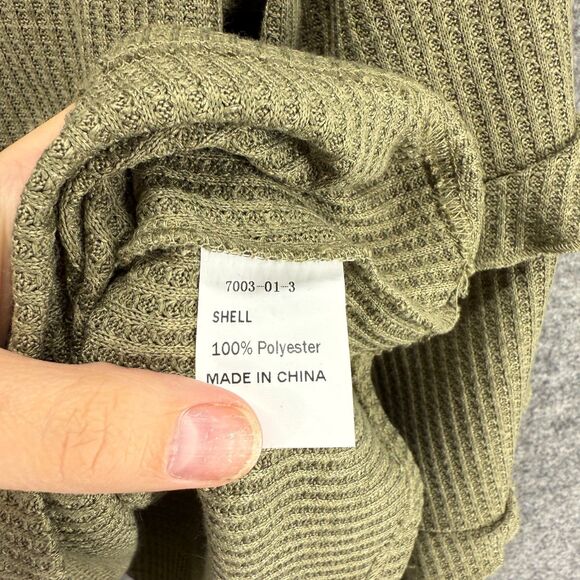 7003-01-3
SHELL
100% Polyester
MADE IN CHINA